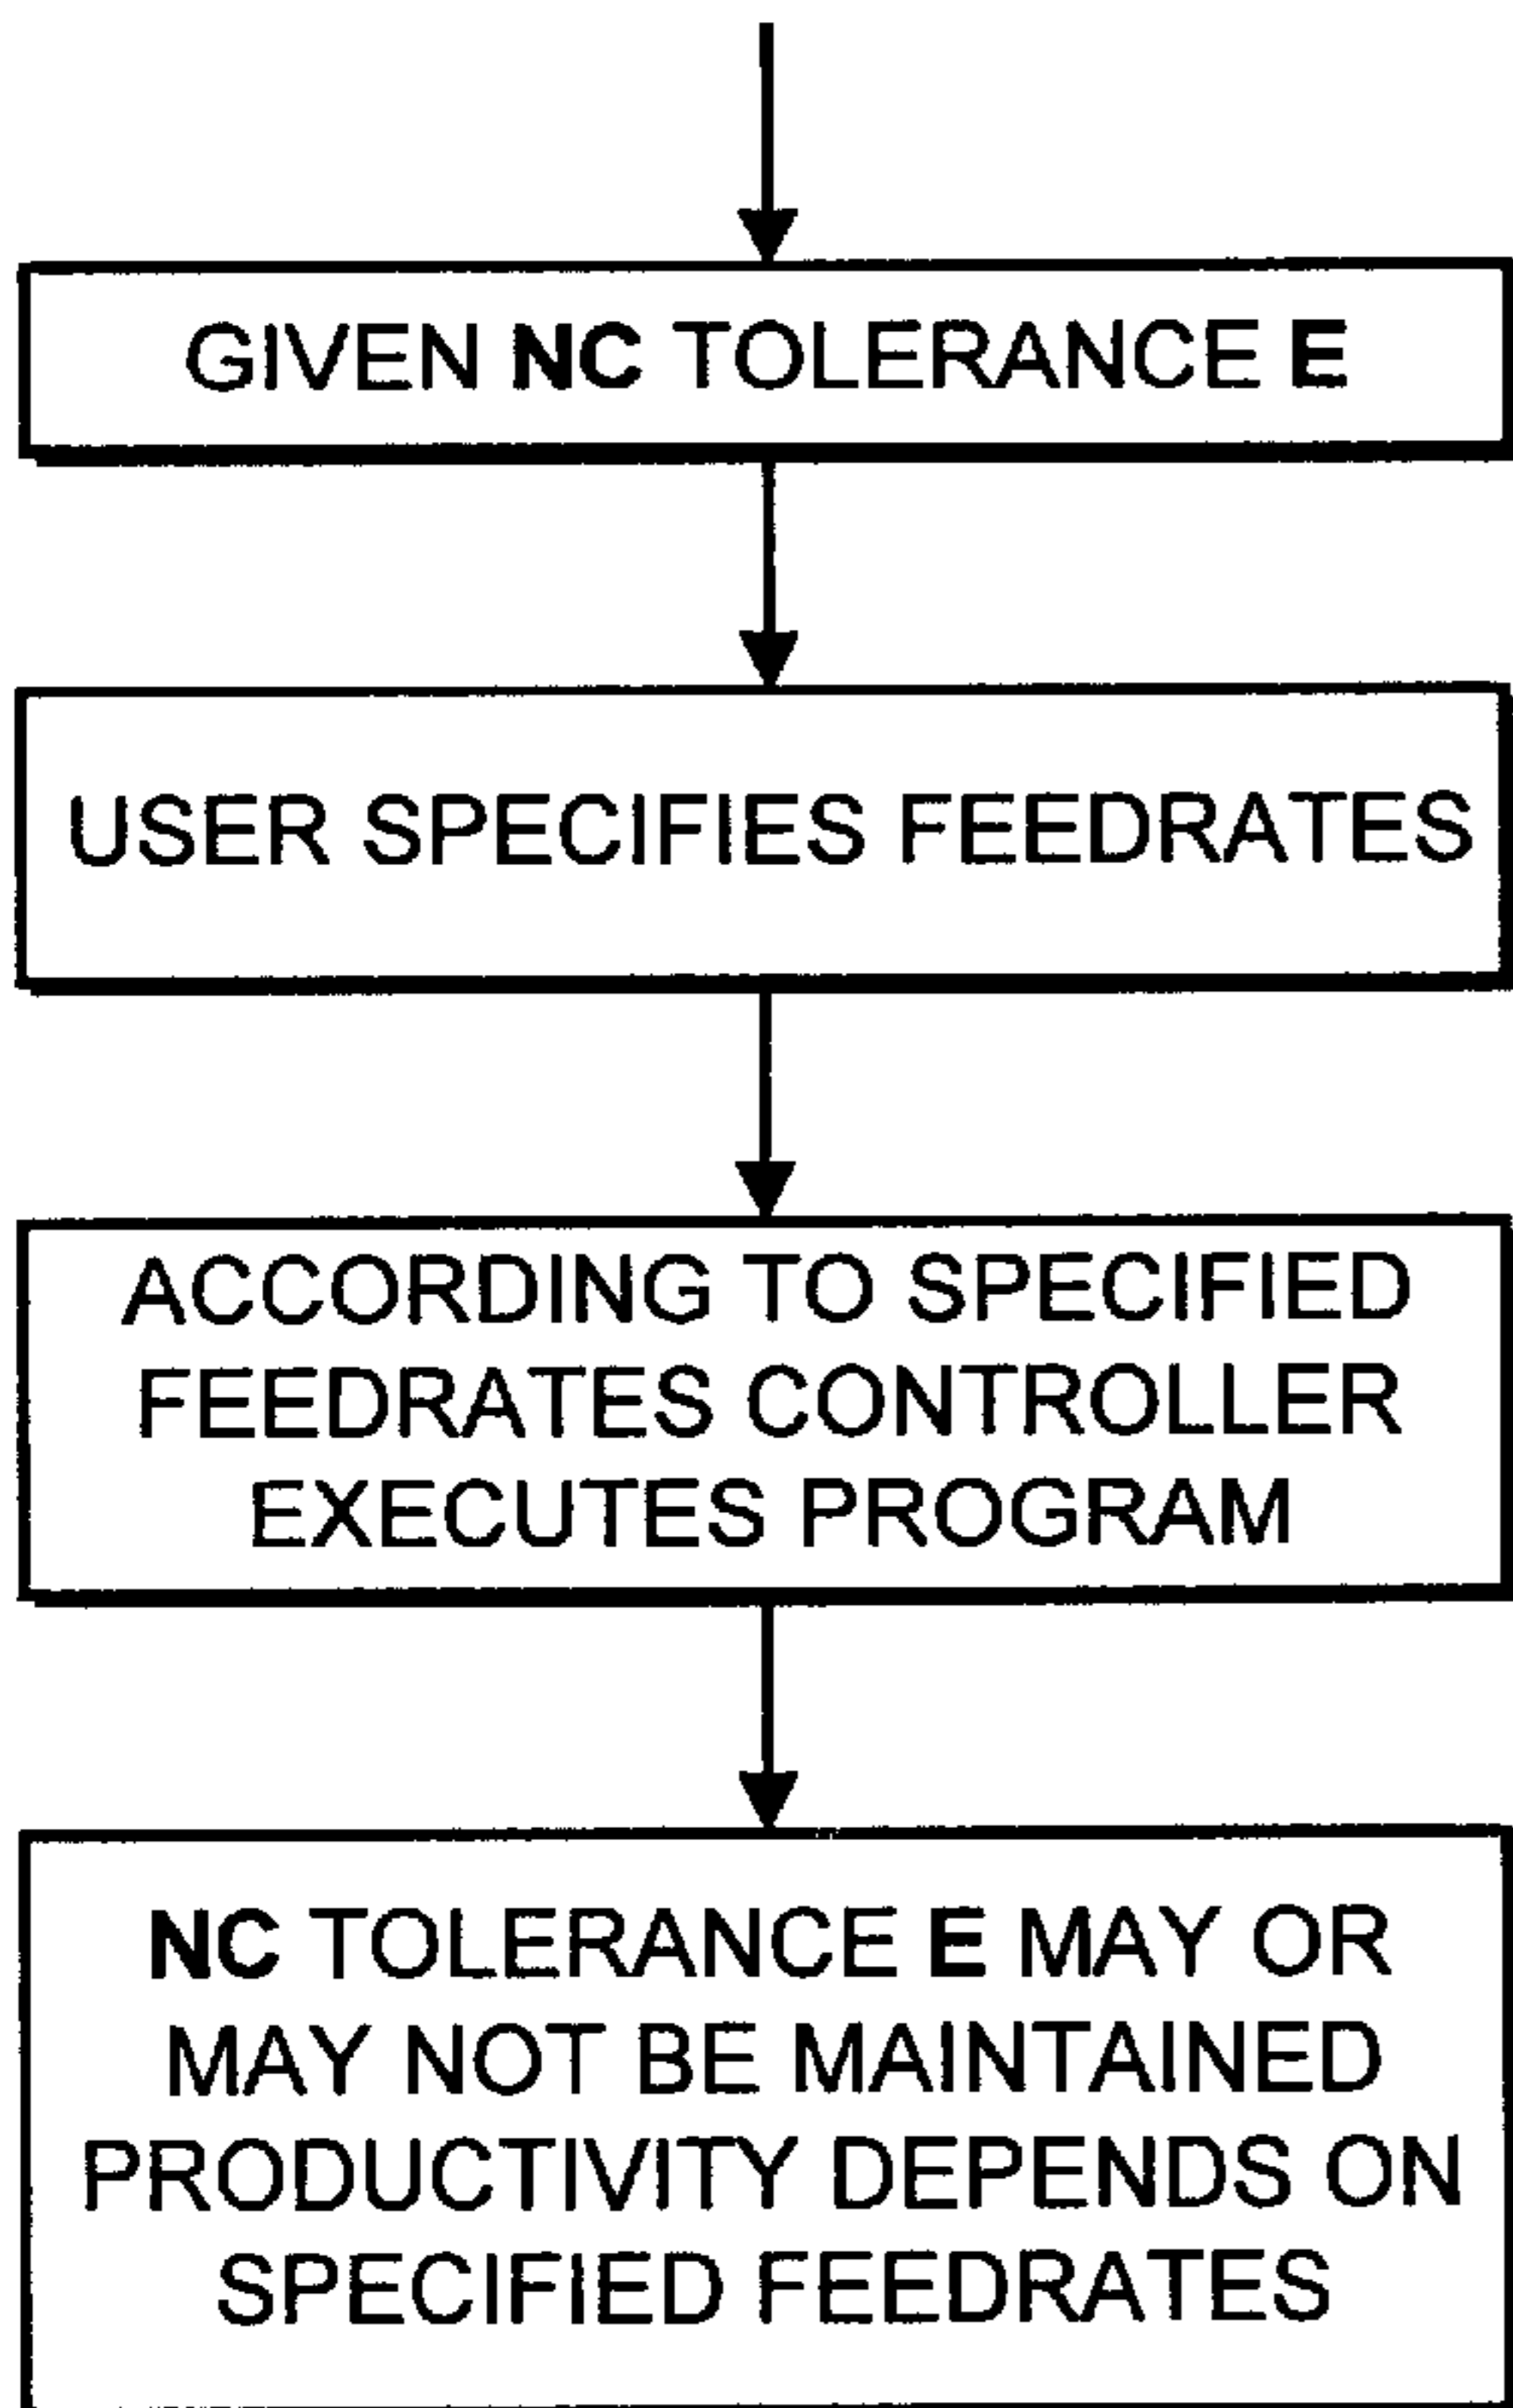 GIVEN NC TOLERANCE E
USER SPECIFIES FEEDRATES
ACCORDING TO SPECIFIED
FEEDRATES CONTROLLER
EXECUTES PROGRAM
NC TOLERANCE E MAY OR
MAY NOT BE MAINTAINED
PRODUCTIVITY DEPENDS ON
SPECIFIED FEEDRATES